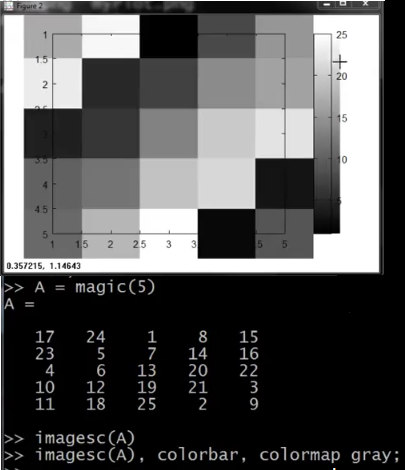 Figure 2
1
1.5
2
2.5
3
3.5
4
4.5
5
1 1.5 2 2.5 3 3. 5 5
25
20
15
10
5
0.357215, 1.14643
>> A = magic(5)
A =
17 24 1 8 15
23 5 7 14 16
4 6 13 20 22
10 12 19 21 3
11 18 25 2 9
>> imagesc(A)
>> imagesc(A), colorbar, colormap gray;
>>